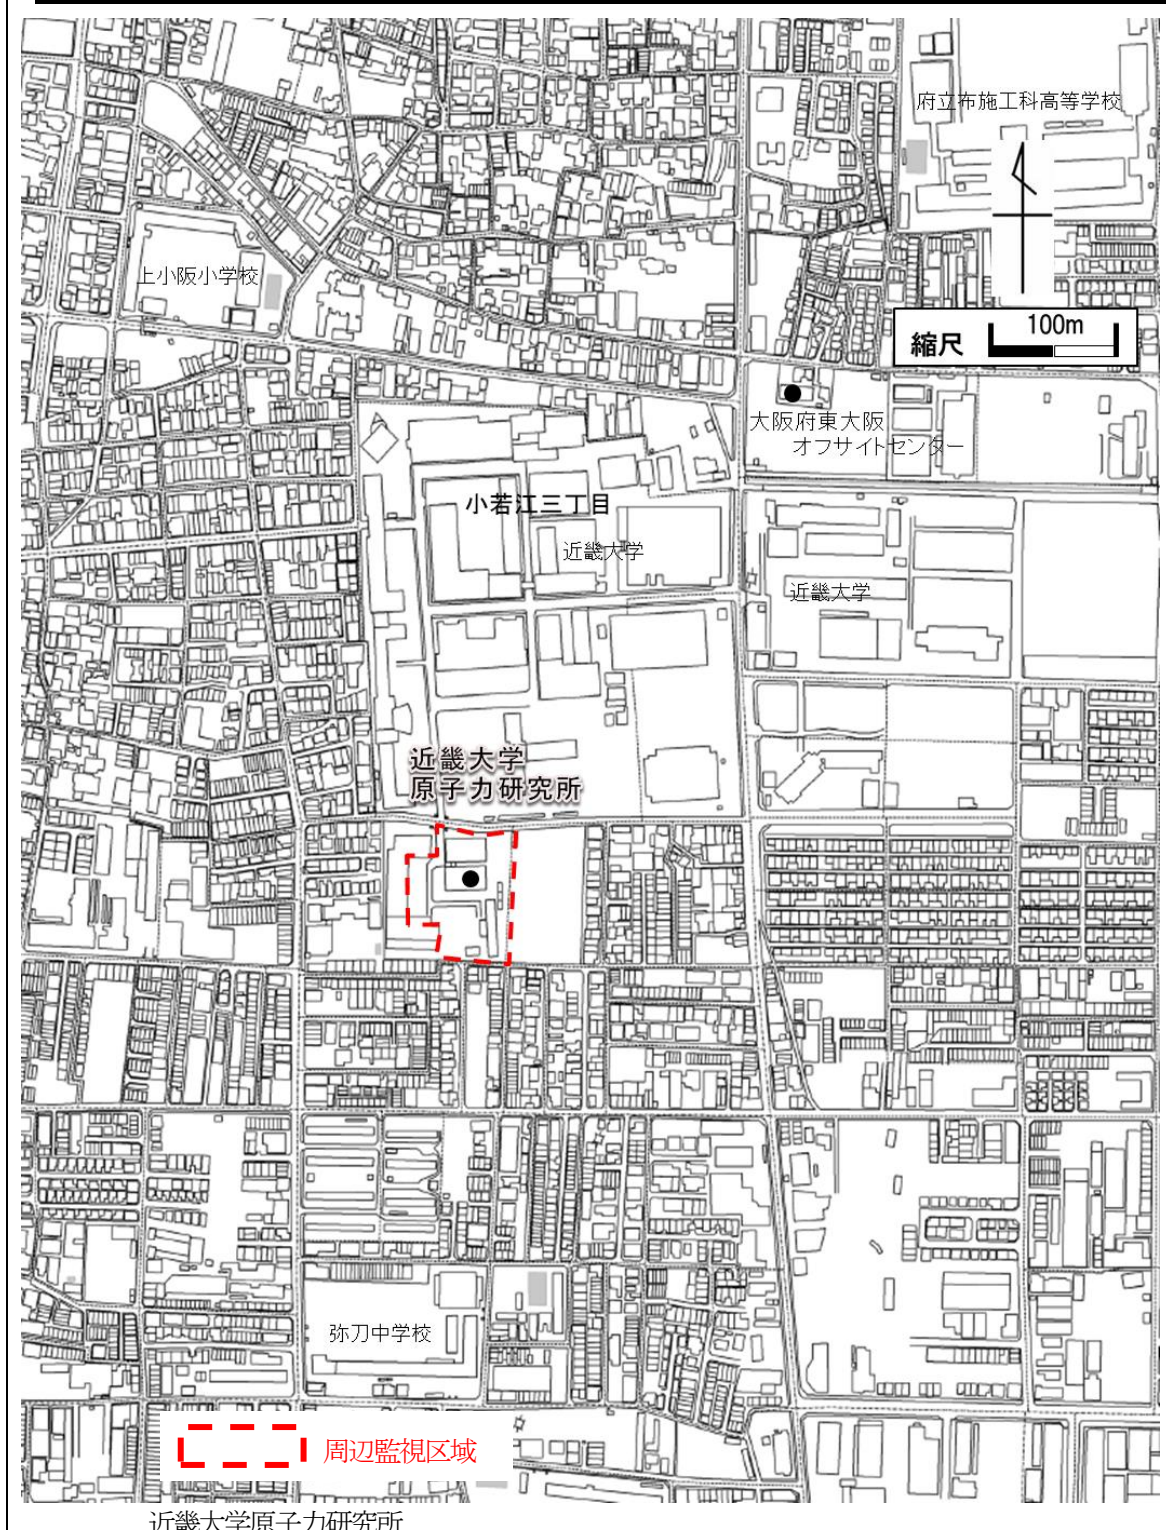 府立布施工科高等学校
上小阪小学校
縮尺
100m
大阪府東大阪
オフサイトセンター
小若江三丁目
近畿大学
近畿大学
近畿大学
原子力研究所
弥刀中学校
周辺監視区域
近畿大学原子力研究所